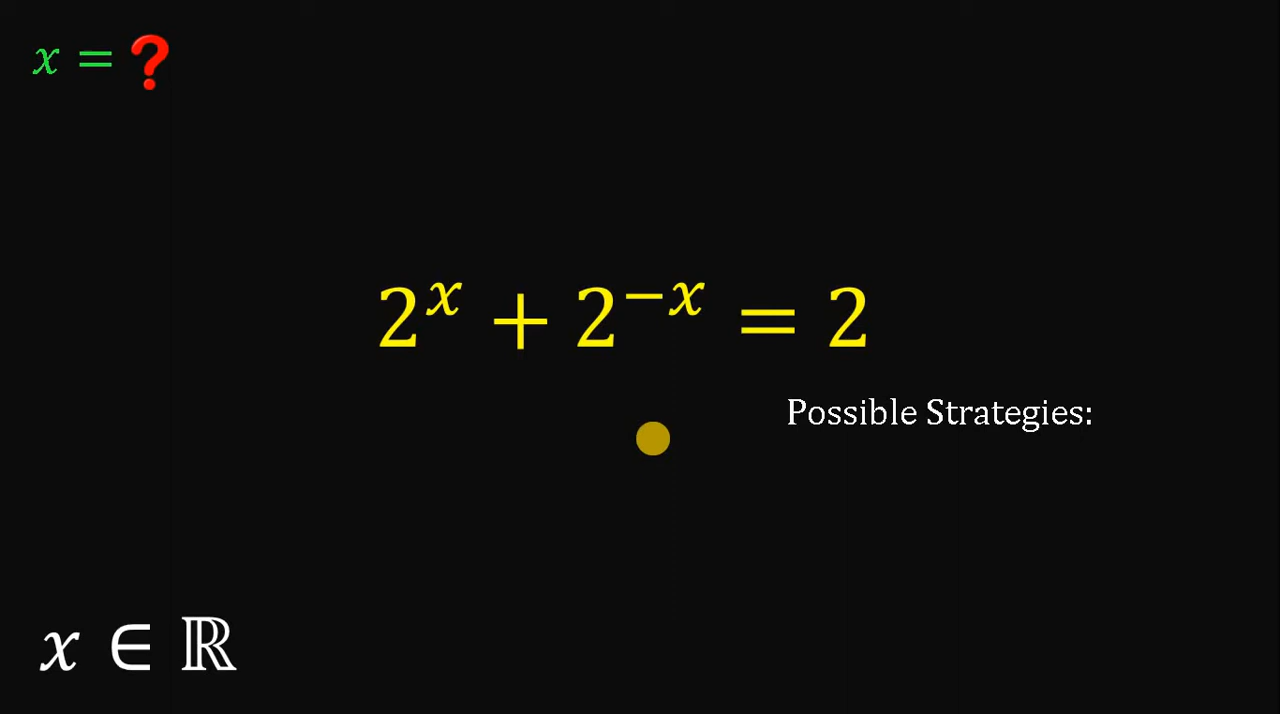 x = ❓
2^x + 2^{-x} = 2
Possible Strategies:
x ∈ ℝ